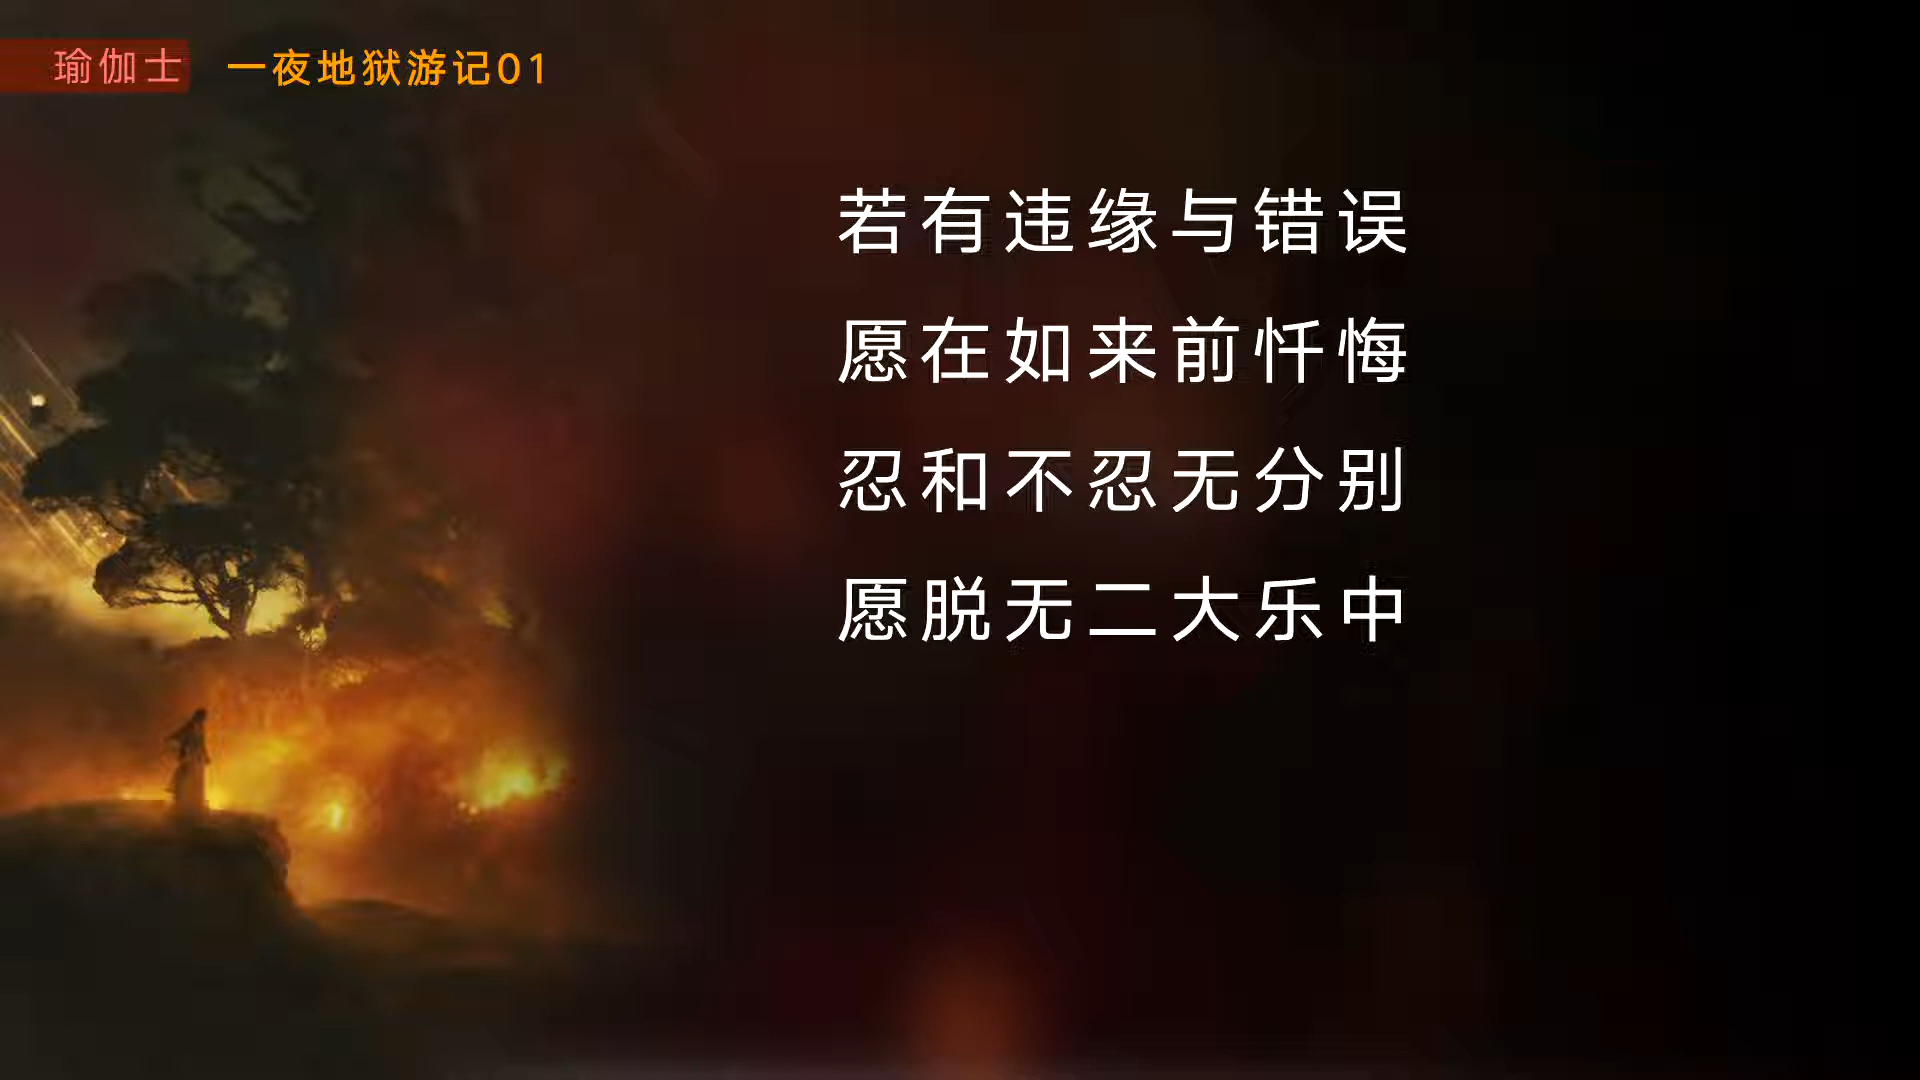 瑜伽士 一夜地狱游记01
若有违缘与错误
愿在如来前忏悔
忍和不忍无分别
愿脱无二大乐中